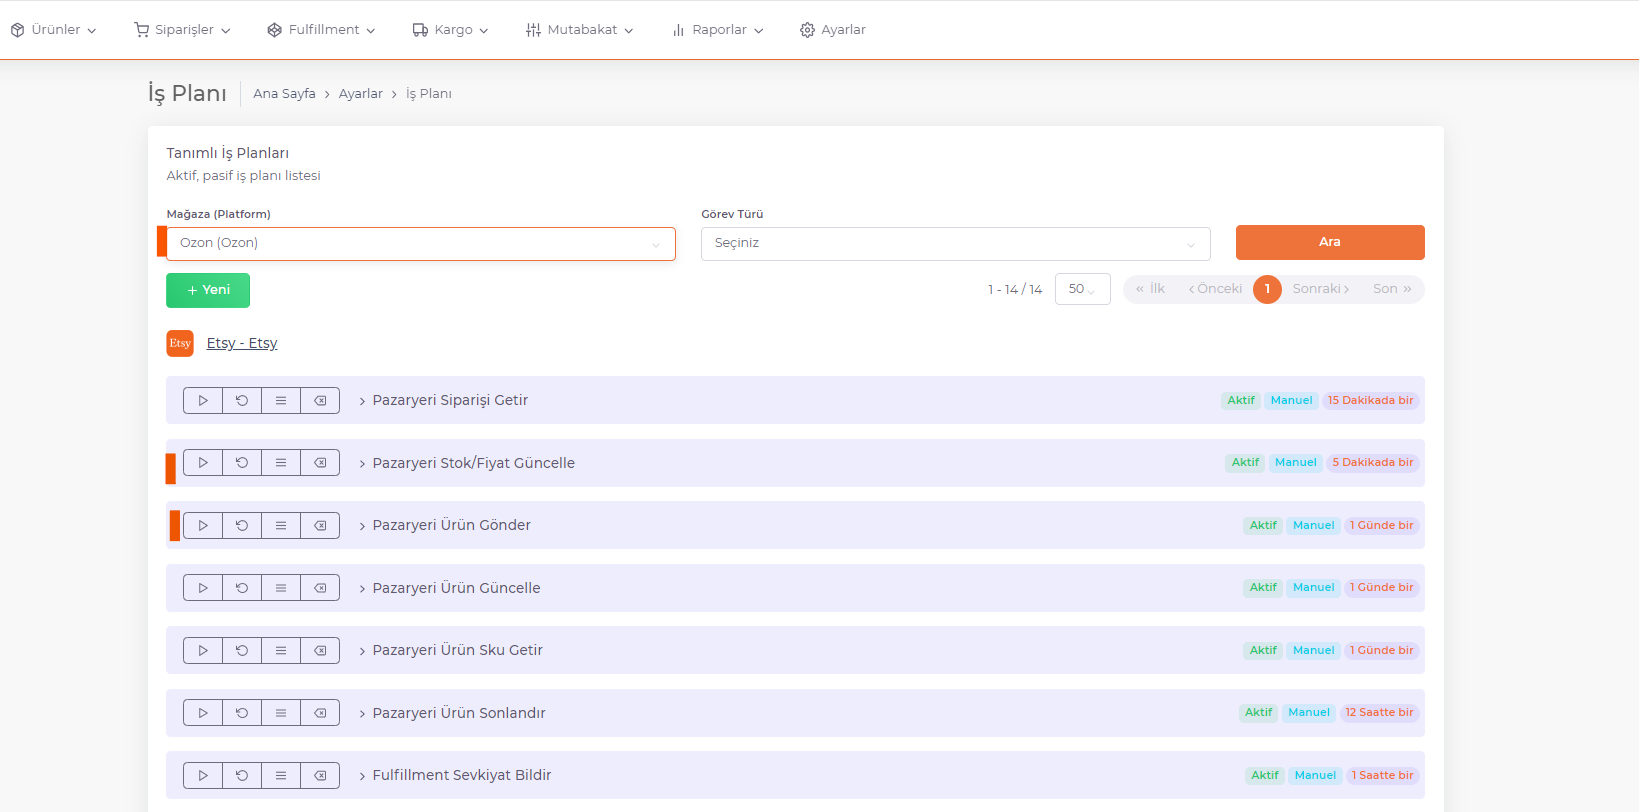 Ürünler Siparişler Fulfillment Kargo Mutabakat Raporlar Ayarlar
İş Planı Ana Sayfa > Ayarlar > İş Planı
Tanımlı İş Planları
Aktif, pasif iş planı listesi
Mağaza (Platform) Görev Türü
Ozon (Ozon) Seçiniz Ara
+ Yeni 1 - 14 / 14 50 « İlk ‹ Önceki 1 Sonraki › Son »
Etsy Etsy - Etsy
> Pazaryeri Siparişi Getir Aktif Manuel 15 Dakikada bir
> Pazaryeri Stok/Fiyat Güncelle Aktif Manuel 5 Dakikada bir
> Pazaryeri Ürün Gönder Aktif Manuel 1 Günde bir
> Pazaryeri Ürün Güncelle Aktif Manuel 1 Günde bir
> Pazaryeri Ürün Sku Getir Aktif Manuel 1 Günde bir
> Pazaryeri Ürün Sonlandır Aktif Manuel 12 Saatte bir
> Fulfillment Sevkiyat Bildir Aktif Manuel 1 Saatte bir